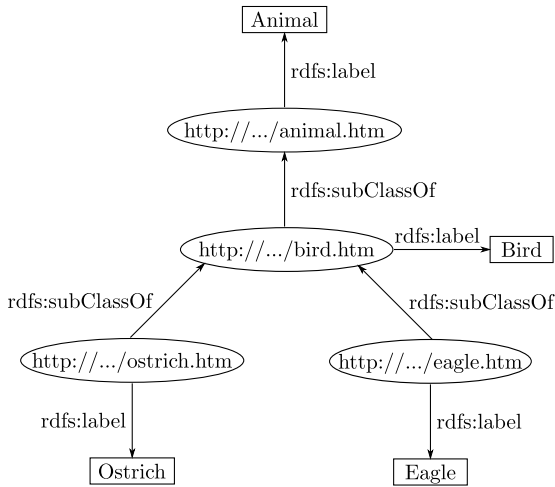 Animal
rdfs:label
http://.../animal.htm
rdfs:subClassOf
rdfs:label
http://.../bird.htm
Bird
rdfs:subClassOf
rdfs:subClassOf
http://.../ostrich.htm
http://.../eagle.htm
rdfs:label
rdfs:label
Ostrich
Eagle